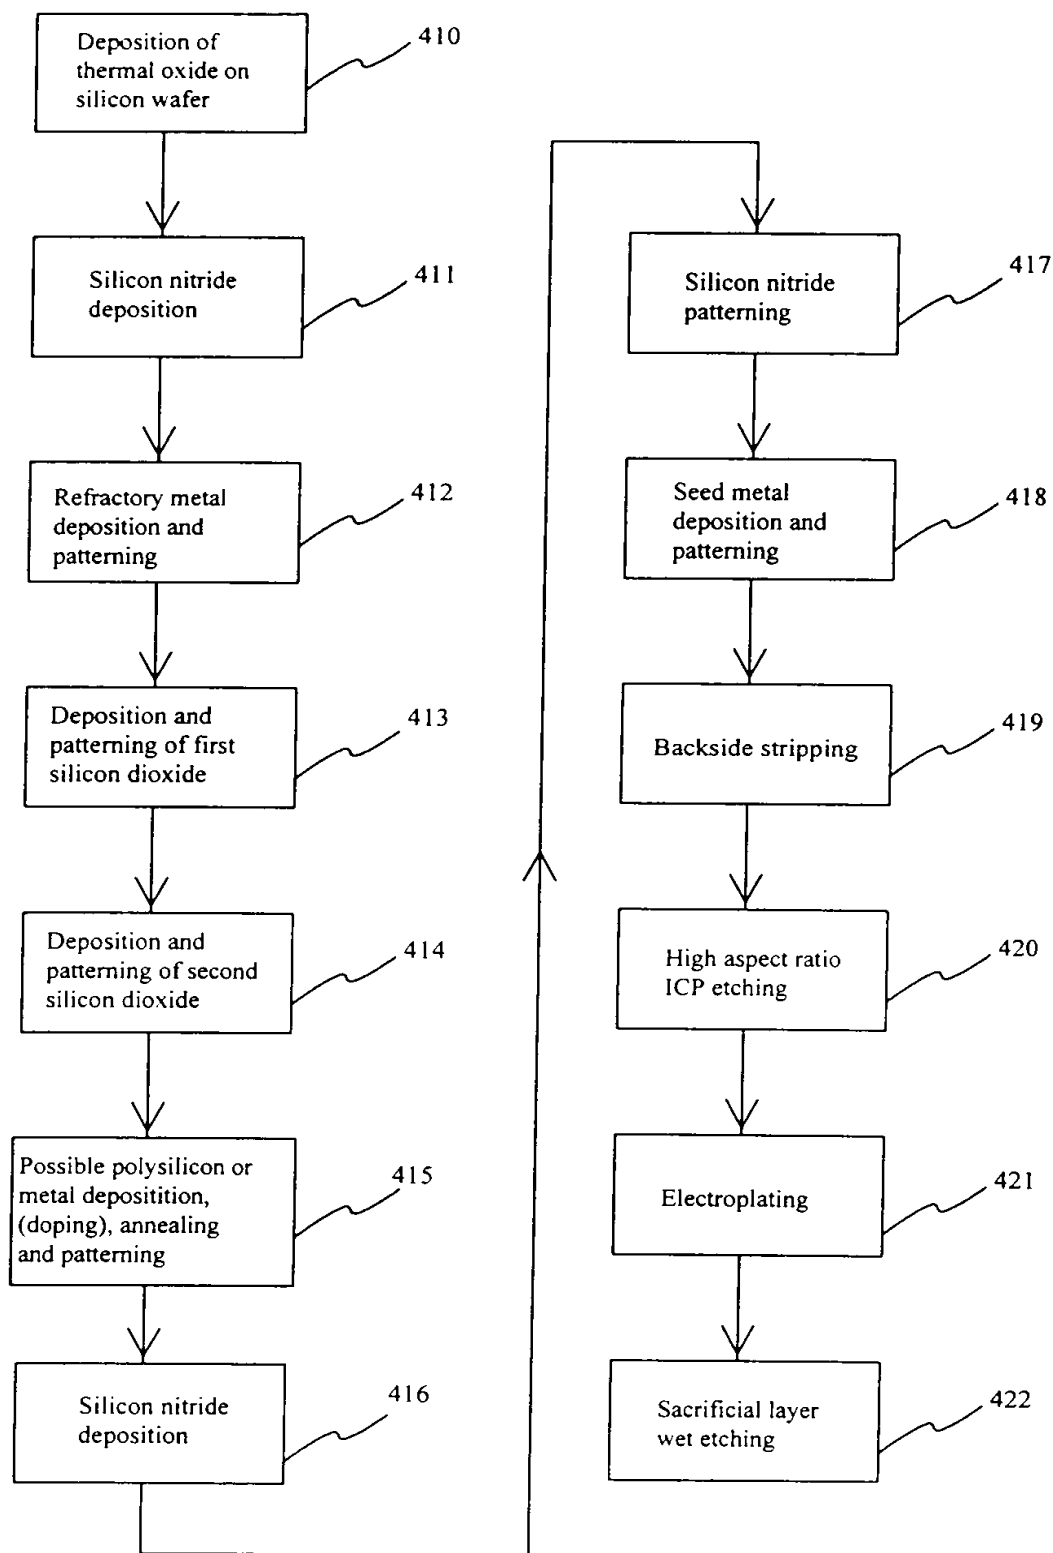 Deposition of
thermal oxide on
silicon wafer
410
Silicon nitride
deposition
411
Refractory metal
deposition and
patterning
412
Deposition and
patterning of first
silicon dioxide
413
Deposition and
patterning of second
silicon dioxide
414
Possible polysilicon or
metal depositition,
(doping), annealing
and patterning
415
Silicon nitride
deposition
416
Silicon nitride
patterning
417
Seed metal
deposition and
patterning
418
Backside stripping
419
High aspect ratio
ICP etching
420
Electroplating
421
Sacrificial layer
wet etching
422